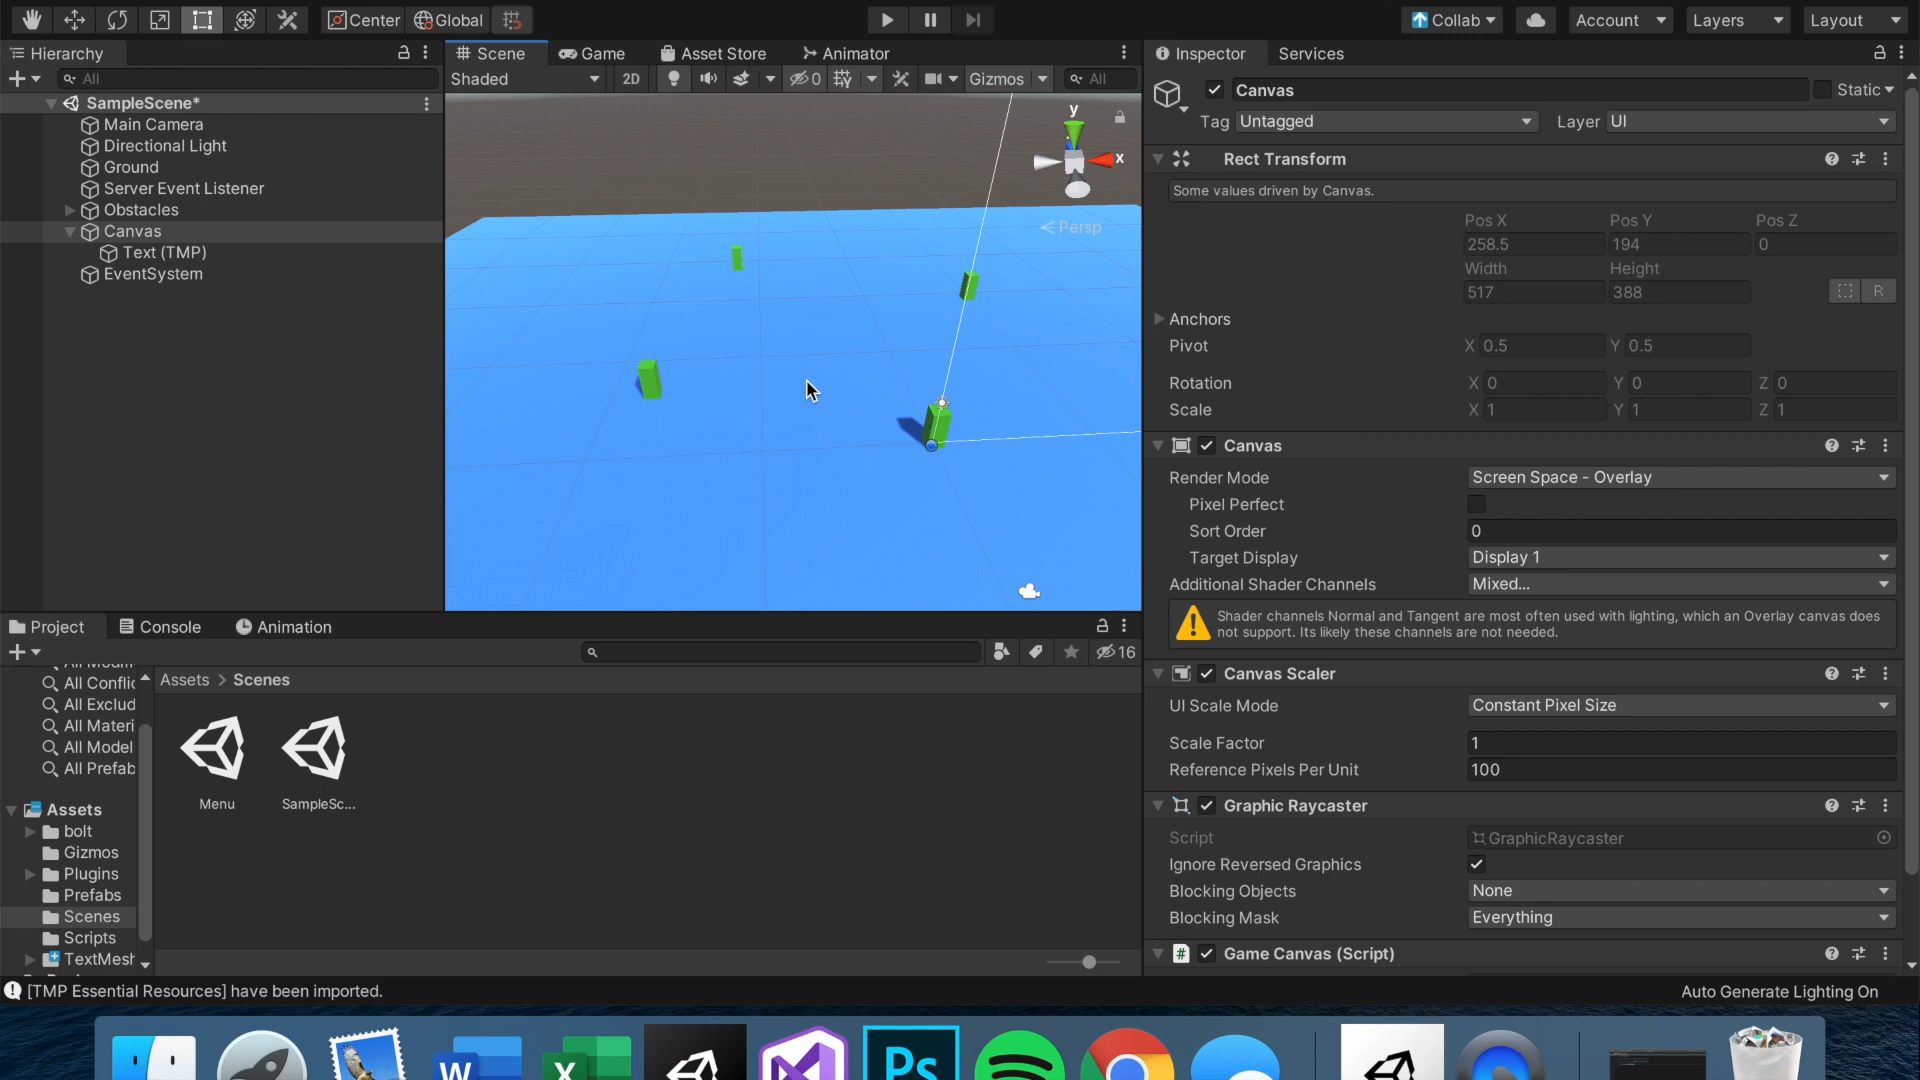 Center Global Collab Account Layers Layout
Hierarchy
All
SampleScene*
Main Camera
Directional Light
Ground
Server Event Listener
Obstacles
Canvas
Text (TMP)
EventSystem
Scene Game Asset Store Animator
Shaded 2D 0 Gizmos All
y
x
Persp
Inspector Services
Canvas Static
Tag Untagged Layer UI
Rect Transform
Some values driven by Canvas.
Pos X Pos Y Pos Z
258.5 194 0
Width Height
517 388
R
Anchors
Pivot X 0.5 Y 0.5
Rotation X 0 Y 0 Z 0
Scale X 1 Y 1 Z 1
Canvas
Render Mode Screen Space - Overlay
Pixel Perfect
Sort Order 0
Target Display Display 1
Additional Shader Channels Mixed...
Shader channels Normal and Tangent are most often used with lighting, which an Overlay canvas does
not support. Its likely these channels are not needed.
Canvas Scaler
UI Scale Mode Constant Pixel Size
Scale Factor 1
Reference Pixels Per Unit 100
Graphic Raycaster
Script GraphicRaycaster
Ignore Reversed Graphics
Blocking Objects None
Blocking Mask Everything
# Game Canvas (Script)
Project Console Animation
16
All Conflic
All Exclud
All Materi
All Model
All Prefab
Assets
bolt
Gizmos
Plugins
Prefabs
Scenes
Scripts
TextMesh
Assets > Scenes
Menu SampleSc...
[TMP Essential Resources] have been imported.
Auto Generate Lighting On
W X Ps